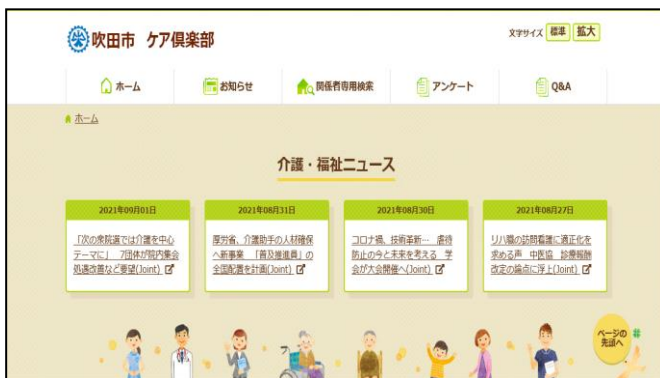 吹田市 ケア倶楽部
文字サイズ 標準 拡大
ホーム お知らせ 関係者専用検索 アンケート Q&A
ホーム
介護・福祉ニュース
2021年09月01日
「次の衆院選では介護を中心
テーマに」 7団体が院内集会
処遇改善など要望(Joint)
2021年08月31日
厚労省、介護助手の人材確保
へ新事業 「普及推進員」の
全国配置を計画(Joint)
2021年08月30日
コロナ禍、技術革新… 虐待
防止の今と未来を考える 学
会が大会開催へ(Joint)
2021年08月27日
リハ職の訪問看護に適正化を
求める声 中医協 診療報酬
改定の論点に浮上(Joint)
ページの
先頭へ